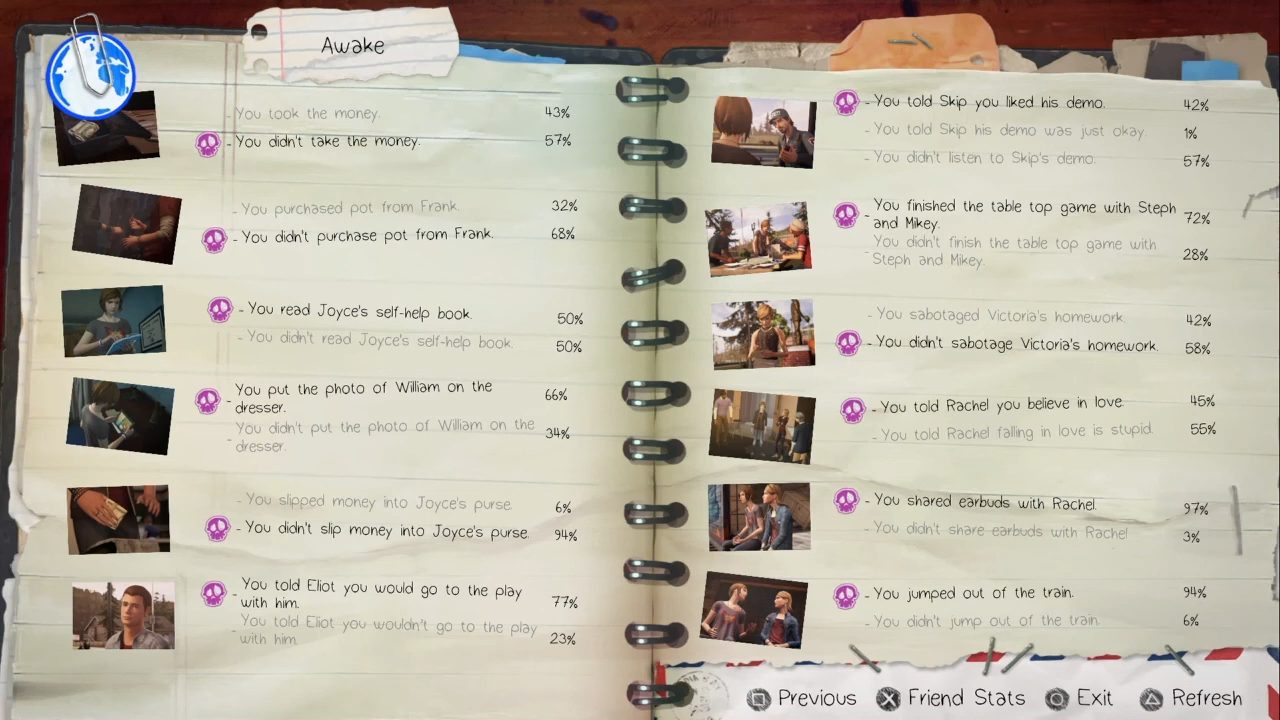 Awake
- You took the money. 43%
- You didn't take the money. 57%
- You purchased pot from Frank. 32%
- You didn't purchase pot from Frank. 68%
- You read Joyce's self-help book. 50%
- You didn't read Joyce's self-help book. 50%
- You put the photo of William on the
dresser. 66%
- You didn't put the photo of William on the
dresser. 34%
- You slipped money into Joyce's purse. 6%
- You didn't slip money into Joyce's purse. 94%
- You told Eliot you would go to the play
with him. 77%
- You told Eliot you wouldn't go to the play
with him. 23%
- You told Skip you liked his demo. 42%
- You told Skip his demo was just okay. 1%
- You didn't listen to Skip's demo. 57%
- You finished the table top game with Steph
and Mikey. 72%
- You didn't finish the table top game with
Steph and Mikey. 28%
- You sabotaged Victoria's homework. 42%
- You didn't sabotage Victoria's homework. 58%
- You told Rachel you believe in love. 45%
- You told Rachel falling in love is stupid. 55%
- You shared earbuds with Rachel. 97%
- You didn't share earbuds with Rachel. 3%
- You jumped out of the train. 94%
- You didn't jump out of the train. 6%
Previous Friend Stats Exit Refresh